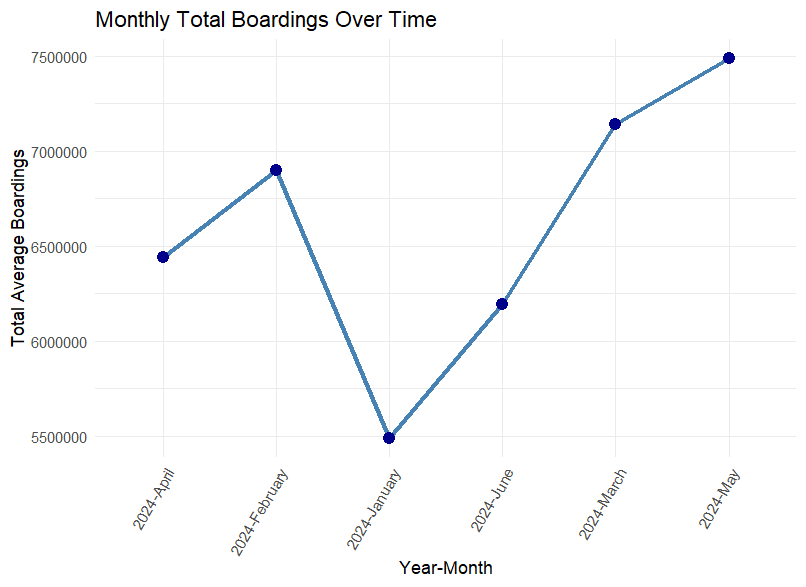 Monthly Total Boardings Over Time
Total Average Boardings
7500000
7000000
6500000
6000000
5500000
2024-April
2024-February
2024-January
2024-June
2024-March
2024-May
Year-Month